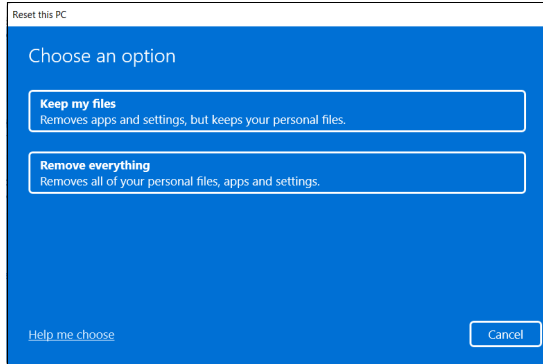 Reset this PC
Choose an option
Keep my files
Removes apps and settings, but keeps your personal files.
Remove everything
Removes all of your personal files, apps and settings.
Help me choose
Cancel